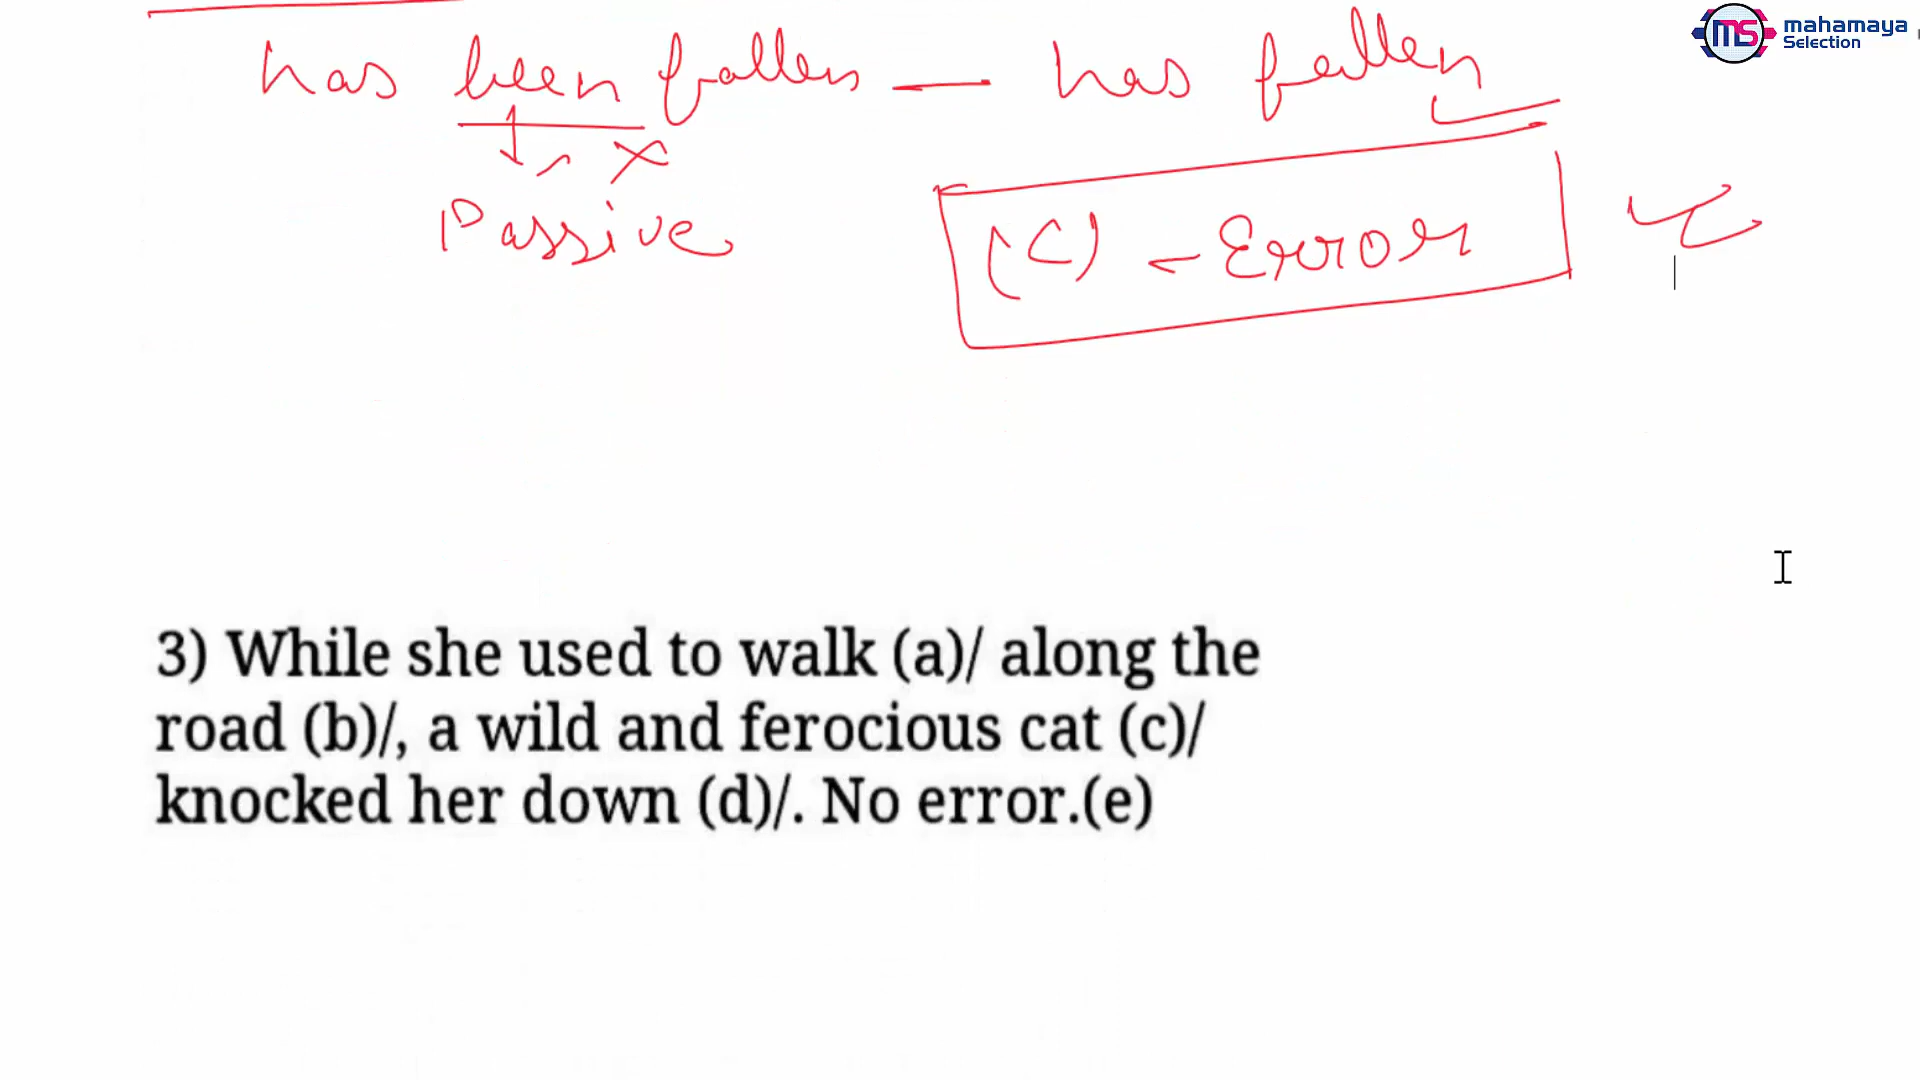 mahamaya
Selection
has been fallen — has fallen
Passive
(C) - Error
3) While she used to walk (a)/ along the
road (b)/, a wild and ferocious cat (c)/
knocked her down (d)/. No error.(e)